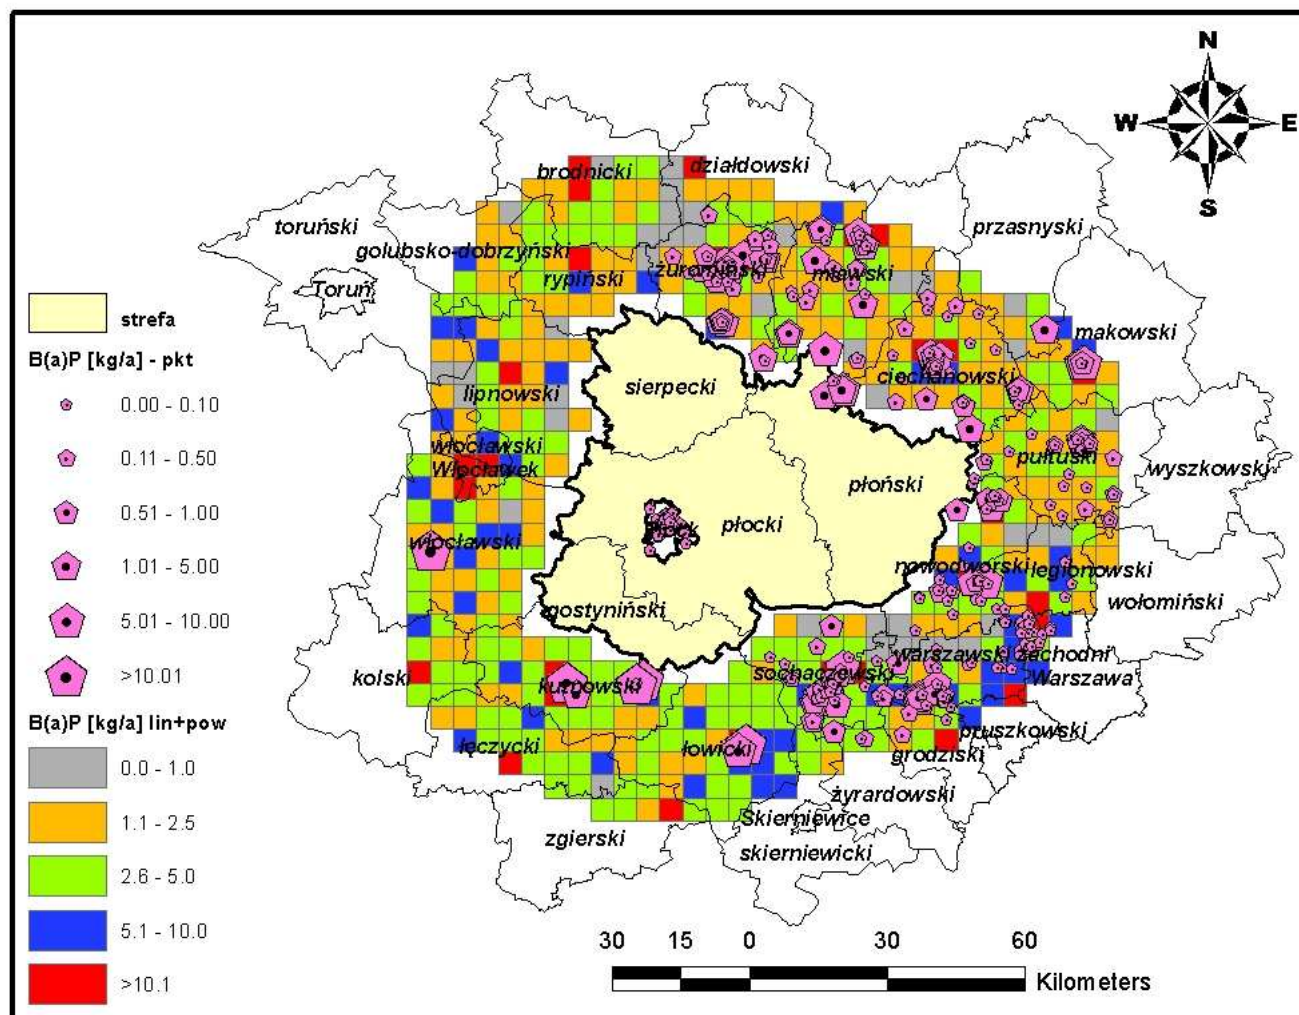 N
W E
S
brodnicki
działdowski
toruński
przasnyski
golubsko-dobrzyński
Toruń
rypiński
żuromiński
mławski
makowski
strefa
B(a)P [kg/a] - pkt
0.00 - 0.10
0.11 - 0.50
0.51 - 1.00
1.01 - 5.00
5.01 - 10.00
>10.01
B(a)P [kg/a] lin+pow
0.0 - 1.0
1.1 - 2.5
2.6 - 5.0
5.1 - 10.0
>10.1
sierpecki
ciechanowski
lipnowski
włocławski
Włocławek
pułtuski
wyszkowski
płoński
płocki
Płock
włocławski
nowodworski
legionowski
wołomiński
gostyniński
warszawski zachodni
kolski
kutnowski
sochaczewski
Warszawa
pruszkowski
łęczycki
łowicki
grodziski
żyrardowski
Skierniewice
zgierski
skierniewicki
30 15 0 30 60
Kilometers